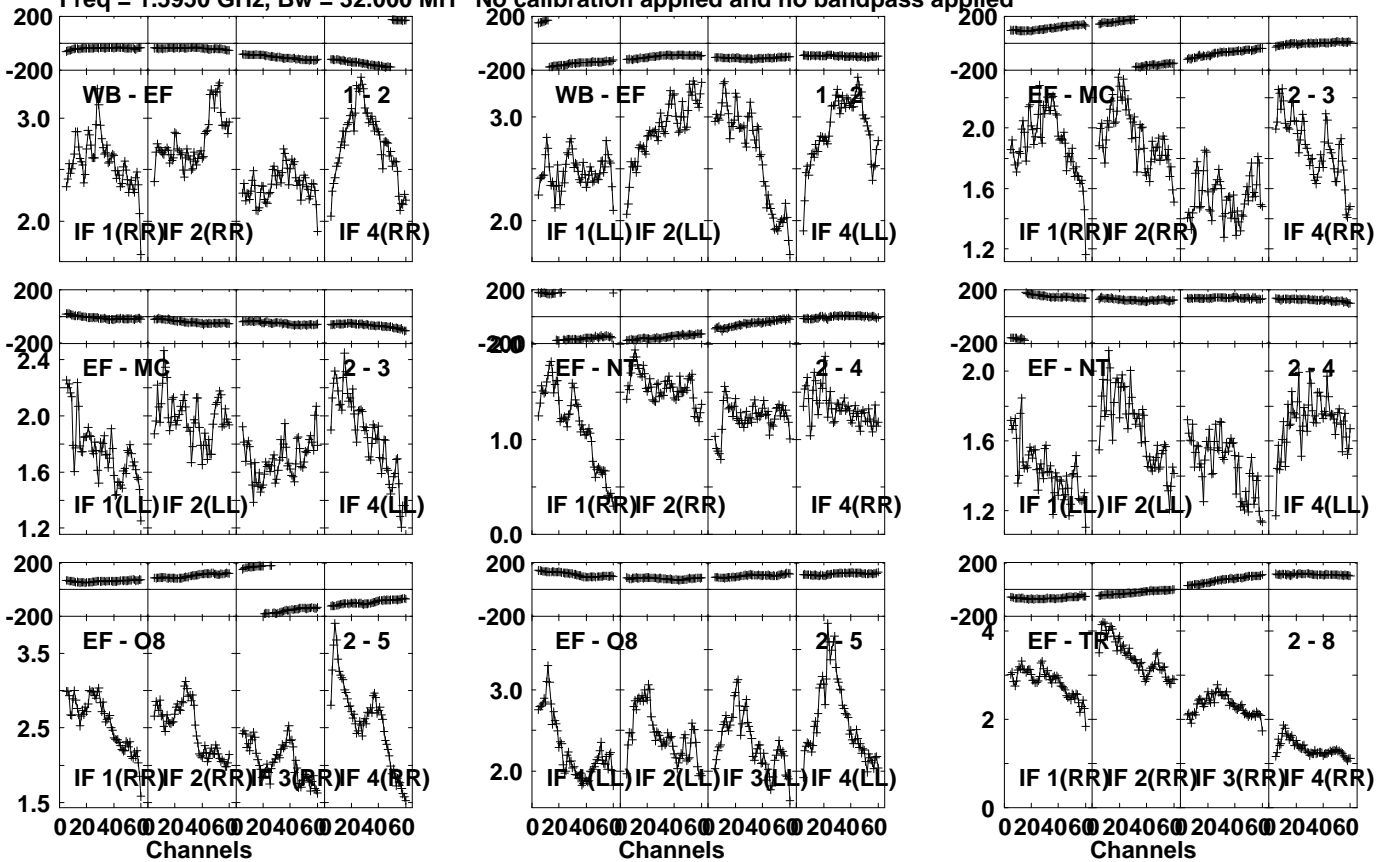 Freq = 1.5950 GHz, Bw = 32.000 MH No calibration applied and no bandpass applied
200
-200
WB - EF 1 - 2
3.0
2.0
IF 1(RR) IF 2(RR) IF 4(RR)
WB - EF 1 - 2
3.0
2.0
IF 1(LL) IF 2(LL) IF 4(LL)
200
-200
EF - MC 2 - 3
2.0
1.6
1.2
IF 1(RR) IF 2(RR) IF 4(RR)
200
-200
2.4
EF - MC 2 - 3
2.0
1.6
1.2
IF 1(LL) IF 2(LL) IF 4(LL)
200
-200
2.0
EF - NT 2 - 4
1.0
0.0
IF 1(RR) IF 2(RR) IF 4(RR)
200
-200
EF - NT 2 - 4
2.0
1.6
1.2
IF 1(LL) IF 2(LL) IF 4(LL)
200
-200
EF - O8 2 - 5
3.5
2.5
1.5
IF 1(RR) IF 2(RR) IF 3(RR) IF 4(RR)
0 20 40 60 0 20 40 60 0 20 40 60 0 20 40 60
Channels
200
-200
EF - O8 2 - 5
3.0
2.0
IF 1(LL) IF 2(LL) IF 3(LL) IF 4(LL)
0 20 40 60 0 20 40 60 0 20 40 60 0 20 40 60
Channels
200
-200
EF - TR 2 - 8
4
2
0
IF 1(RR) IF 2(RR) IF 3(RR) IF 4(RR)
0 20 40 60 0 20 40 60 0 20 40 60 0 20 40 60
Channels